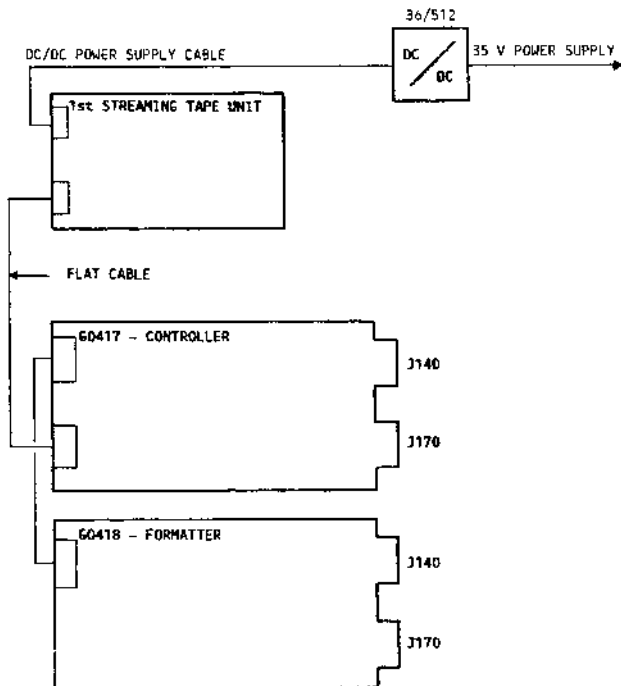 36/512
DC/DC POWER SUPPLY CABLE
DC
DC
35 V POWER SUPPLY
1st STREAMING TAPE UNIT
FLAT CABLE
60417 - CONTROLLER
J140
J170
60418 - FORMATTER
J140
J170